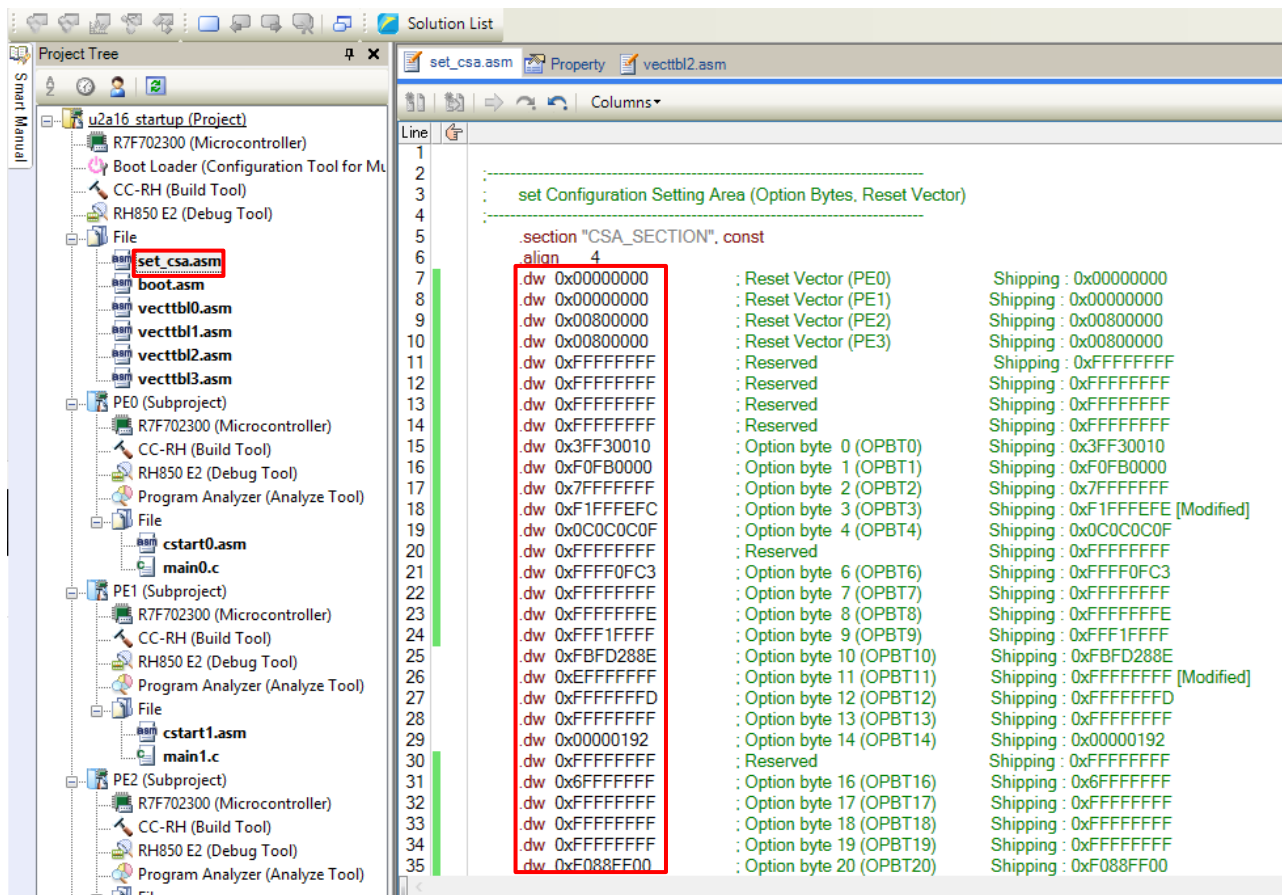 Solution List
Smart Manual
Project Tree
u2a16_startup (Project)
R7F702300 (Microcontroller)
Boot Loader (Configuration Tool for Mu
CC-RH (Build Tool)
RH850 E2 (Debug Tool)
File
set_csa.asm
boot.asm
vecttbl0.asm
vecttbl1.asm
vecttbl2.asm
vecttbl3.asm
PE0 (Subproject)
R7F702300 (Microcontroller)
CC-RH (Build Tool)
RH850 E2 (Debug Tool)
Program Analyzer (Analyze Tool)
File
cstart0.asm
main0.c
PE1 (Subproject)
R7F702300 (Microcontroller)
CC-RH (Build Tool)
RH850 E2 (Debug Tool)
Program Analyzer (Analyze Tool)
File
cstart1.asm
main1.c
PE2 (Subproject)
R7F702300 (Microcontroller)
CC-RH (Build Tool)
RH850 E2 (Debug Tool)
Program Analyzer (Analyze Tool)
set_csa.asm Property vecttbl2.asm
Columns
Line
1
2 ;------------------------------------------------------------------------
3 ; set Configuration Setting Area (Option Bytes, Reset Vector)
4 ;------------------------------------------------------------------------
5 .section "CSA_SECTION", const
6 .align 4
7 .dw 0x00000000 ; Reset Vector (PE0) Shipping : 0x00000000
8 .dw 0x00000000 ; Reset Vector (PE1) Shipping : 0x00000000
9 .dw 0x00800000 ; Reset Vector (PE2) Shipping : 0x00800000
10 .dw 0x00800000 ; Reset Vector (PE3) Shipping : 0x00800000
11 .dw 0xFFFFFFFF ; Reserved Shipping : 0xFFFFFFFF
12 .dw 0xFFFFFFFF ; Reserved Shipping : 0xFFFFFFFF
13 .dw 0xFFFFFFFF ; Reserved Shipping : 0xFFFFFFFF
14 .dw 0xFFFFFFFF ; Reserved Shipping : 0xFFFFFFFF
15 .dw 0x3FF30010 ; Option byte 0 (OPBT0) Shipping : 0x3FF30010
16 .dw 0xF0FB0000 ; Option byte 1 (OPBT1) Shipping : 0xF0FB0000
17 .dw 0x7FFFFFFF ; Option byte 2 (OPBT2) Shipping : 0x7FFFFFFF
18 .dw 0xF1FFFEFC ; Option byte 3 (OPBT3) Shipping : 0xF1FFFEFE [Modified]
19 .dw 0x0C0C0C0F ; Option byte 4 (OPBT4) Shipping : 0x0C0C0C0F
20 .dw 0xFFFFFFFF ; Reserved Shipping : 0xFFFFFFFF
21 .dw 0xFFFF0FC3 ; Option byte 6 (OPBT6) Shipping : 0xFFFF0FC3
22 .dw 0xFFFFFFFF ; Option byte 7 (OPBT7) Shipping : 0xFFFFFFFF
23 .dw 0xFFFFFFFE ; Option byte 8 (OPBT8) Shipping : 0xFFFFFFFE
24 .dw 0xFFF1FFFF ; Option byte 9 (OPBT9) Shipping : 0xFFF1FFFF
25 .dw 0xFBFD288E ; Option byte 10 (OPBT10) Shipping : 0xFBFD288E
26 .dw 0xEFFFFFFF ; Option byte 11 (OPBT11) Shipping : 0xFFFFFFFF [Modified]
27 .dw 0xFFFFFFFD ; Option byte 12 (OPBT12) Shipping : 0xFFFFFFFD
28 .dw 0xFFFFFFFF ; Option byte 13 (OPBT13) Shipping : 0xFFFFFFFF
29 .dw 0x00000192 ; Option byte 14 (OPBT14) Shipping : 0x00000192
30 .dw 0xFFFFFFFF ; Reserved Shipping : 0xFFFFFFFF
31 .dw 0x6FFFFFFF ; Option byte 16 (OPBT16) Shipping : 0x6FFFFFFF
32 .dw 0xFFFFFFFF ; Option byte 17 (OPBT17) Shipping : 0xFFFFFFFF
33 .dw 0xFFFFFFFF ; Option byte 18 (OPBT18) Shipping : 0xFFFFFFFF
34 .dw 0xFFFFFFFF ; Option byte 19 (OPBT19) Shipping : 0xFFFFFFFF
35 .dw 0xF088FF00 ; Option byte 20 (OPBT20) Shipping : 0xF088FF00